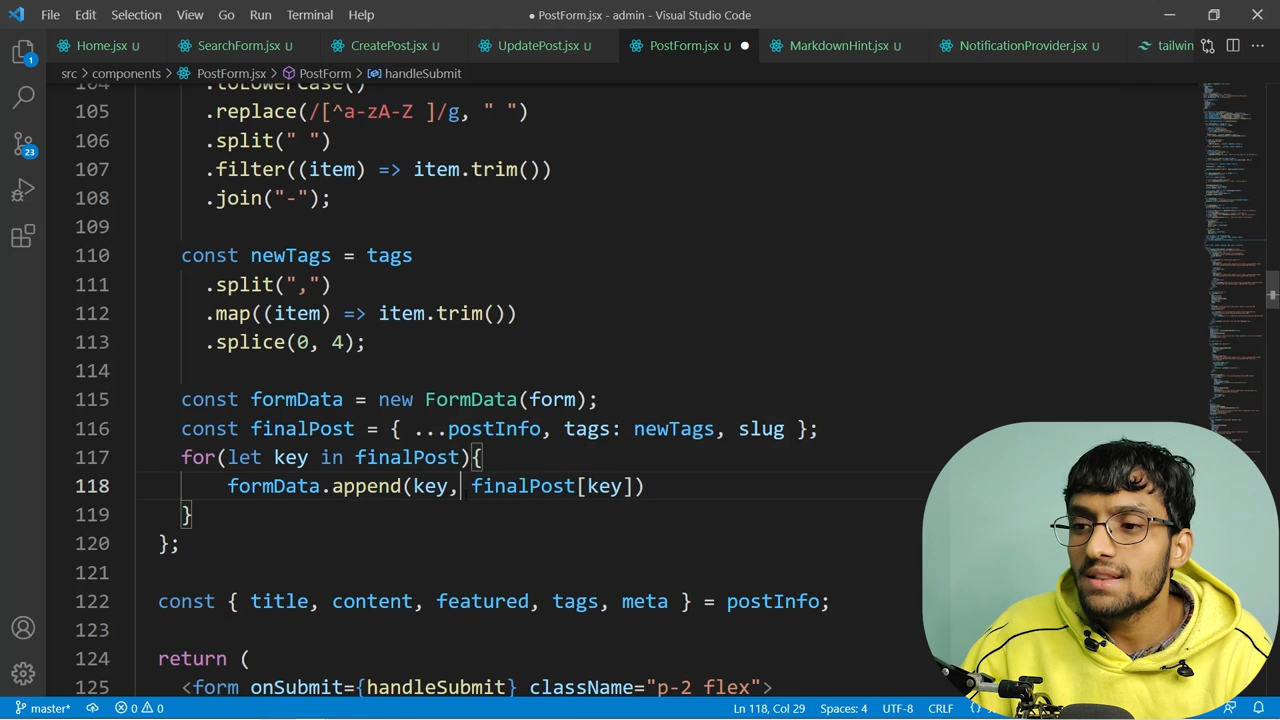 File Edit Selection View Go Run Terminal Help ● PostForm.jsx - admin - Visual Studio Code
Home.jsx U SearchForm.jsx U CreatePost.jsx U UpdatePost.jsx U PostForm.jsx U ● MarkdownHint.jsx U NotificationProvider.jsx U tailwin
src > components > PostForm.jsx > PostForm > handleSubmit
104 .toLowerCase()
105 .replace(/[^a-zA-Z ]/g, " ")
106 .split(" ")
107 .filter((item) => item.trim())
108 .join("-");
109
110 const newTags = tags
111 .split(",")
112 .map((item) => item.trim())
113 .splice(0, 4);
114
115 const formData = new FormData(form);
116 const finalPost = { ...postInfo, tags: newTags, slug };
117 for(let key in finalPost){
118 formData.append(key, finalPost[key])
119 }
120 };
121
122 const { title, content, featured, tags, meta } = postInfo;
123
124 return (
125 <form onSubmit={handleSubmit} className="p-2 flex">
1
23
master* 0 0 Ln 118, Col 29 Spaces: 4 UTF-8 CRLF {}